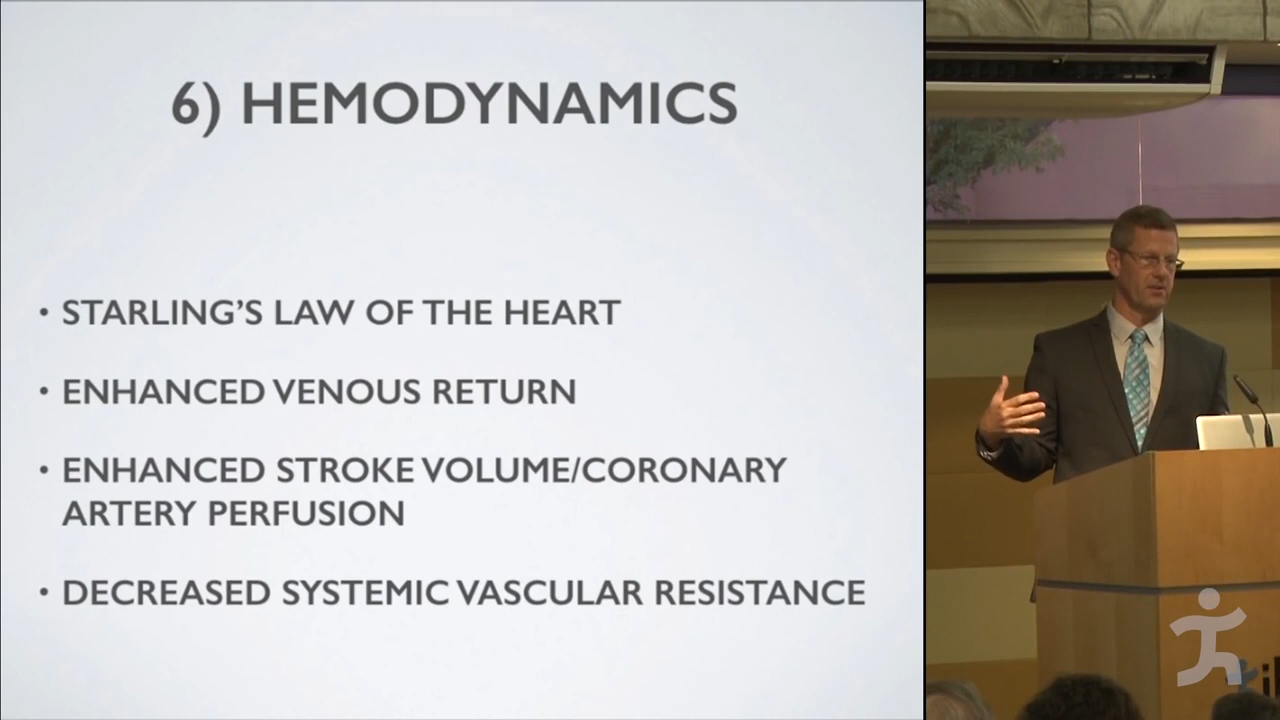 6) HEMODYNAMICS
• STARLING’S LAW OF THE HEART
• ENHANCED VENOUS RETURN
• ENHANCED STROKE VOLUME/CORONARY
ARTERY PERFUSION
• DECREASED SYSTEMIC VASCULAR RESISTANCE